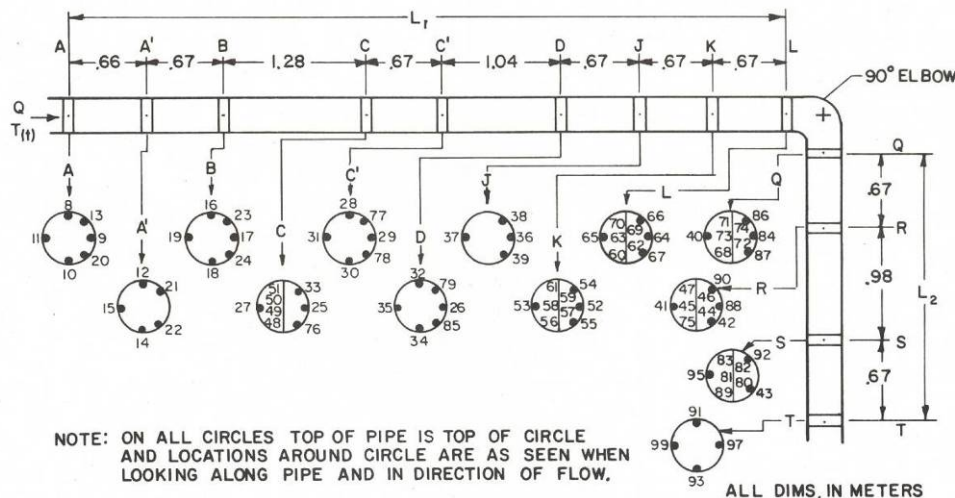 L₁
A A' B C C' D J K L
.66 .67 1.28 .67 1.04 .67 .67 .67
90° ELBOW
Q
T(t)
Q
.67
R
.98
S
.67
T
L₂
A A' B C C' D J K L Q
8 13 11 9 10 20
12 21 15 22 14
16 23 19 17 18 24
51 50 49 48 33 27 25 76
28 77 31 29 30 78
32 79 35 26 34 85
38 37 36 39
61 54 59 53 58 52 57 56 55
70 66 69 65 63 64 62 60 67
71 86 74 40 73 84 72 68 87
R
47 90 46 41 45 88 44 75 42
S
83 92 82 95 81 80 89 43
T
91 99 97 93
NOTE: ON ALL CIRCLES TOP OF PIPE IS TOP OF CIRCLE
AND LOCATIONS AROUND CIRCLE ARE AS SEEN WHEN
LOOKING ALONG PIPE AND IN DIRECTION OF FLOW.
ALL DIMS. IN METERS